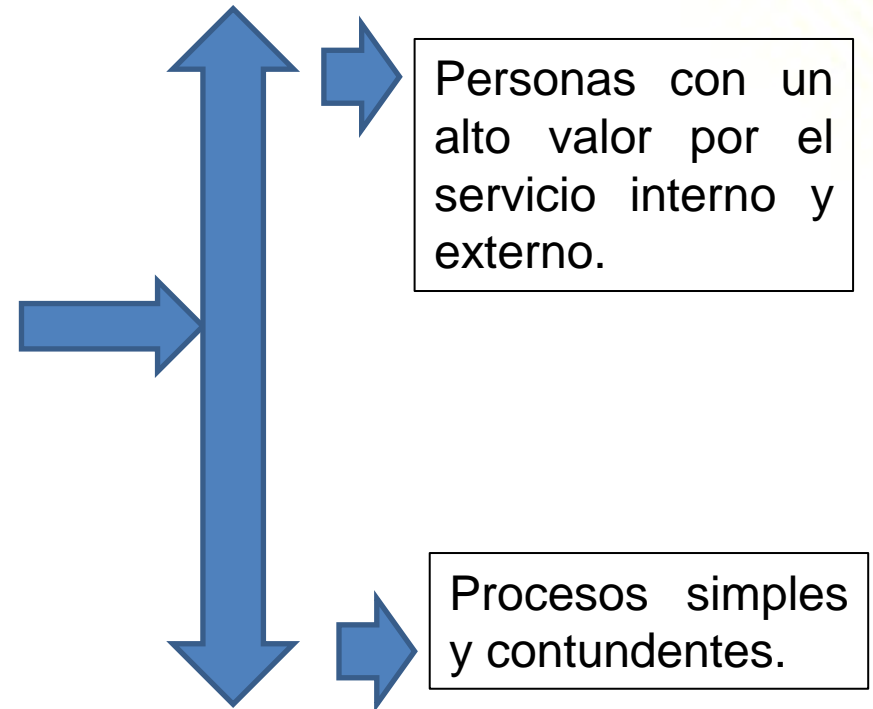 Personas con un
alto valor por el
servicio interno y
externo.
Procesos simples
y contundentes.